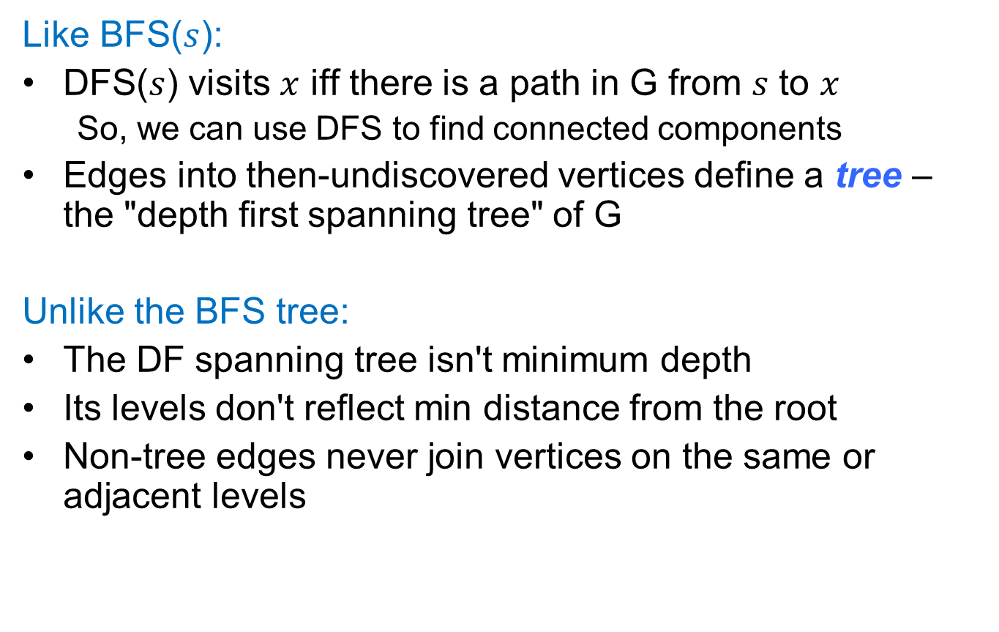 Like BFS(𝑠):
• DFS(𝑠) visits 𝑥 iff there is a path in G from 𝑠 to 𝑥
So, we can use DFS to find connected components
• Edges into then-undiscovered vertices define a tree –
the "depth first spanning tree" of G
Unlike the BFS tree:
• The DF spanning tree isn't minimum depth
• Its levels don't reflect min distance from the root
• Non-tree edges never join vertices on the same or
adjacent levels